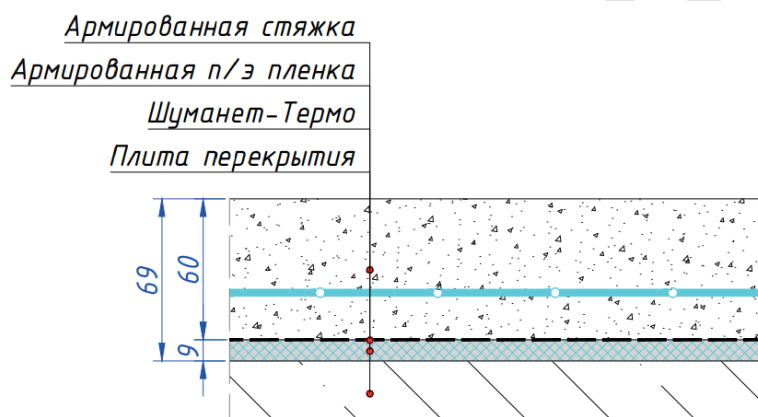 Армированная стяжка
Армированная п/э пленка
Шуманет-Термо
Плита перекрытия
69
60
9